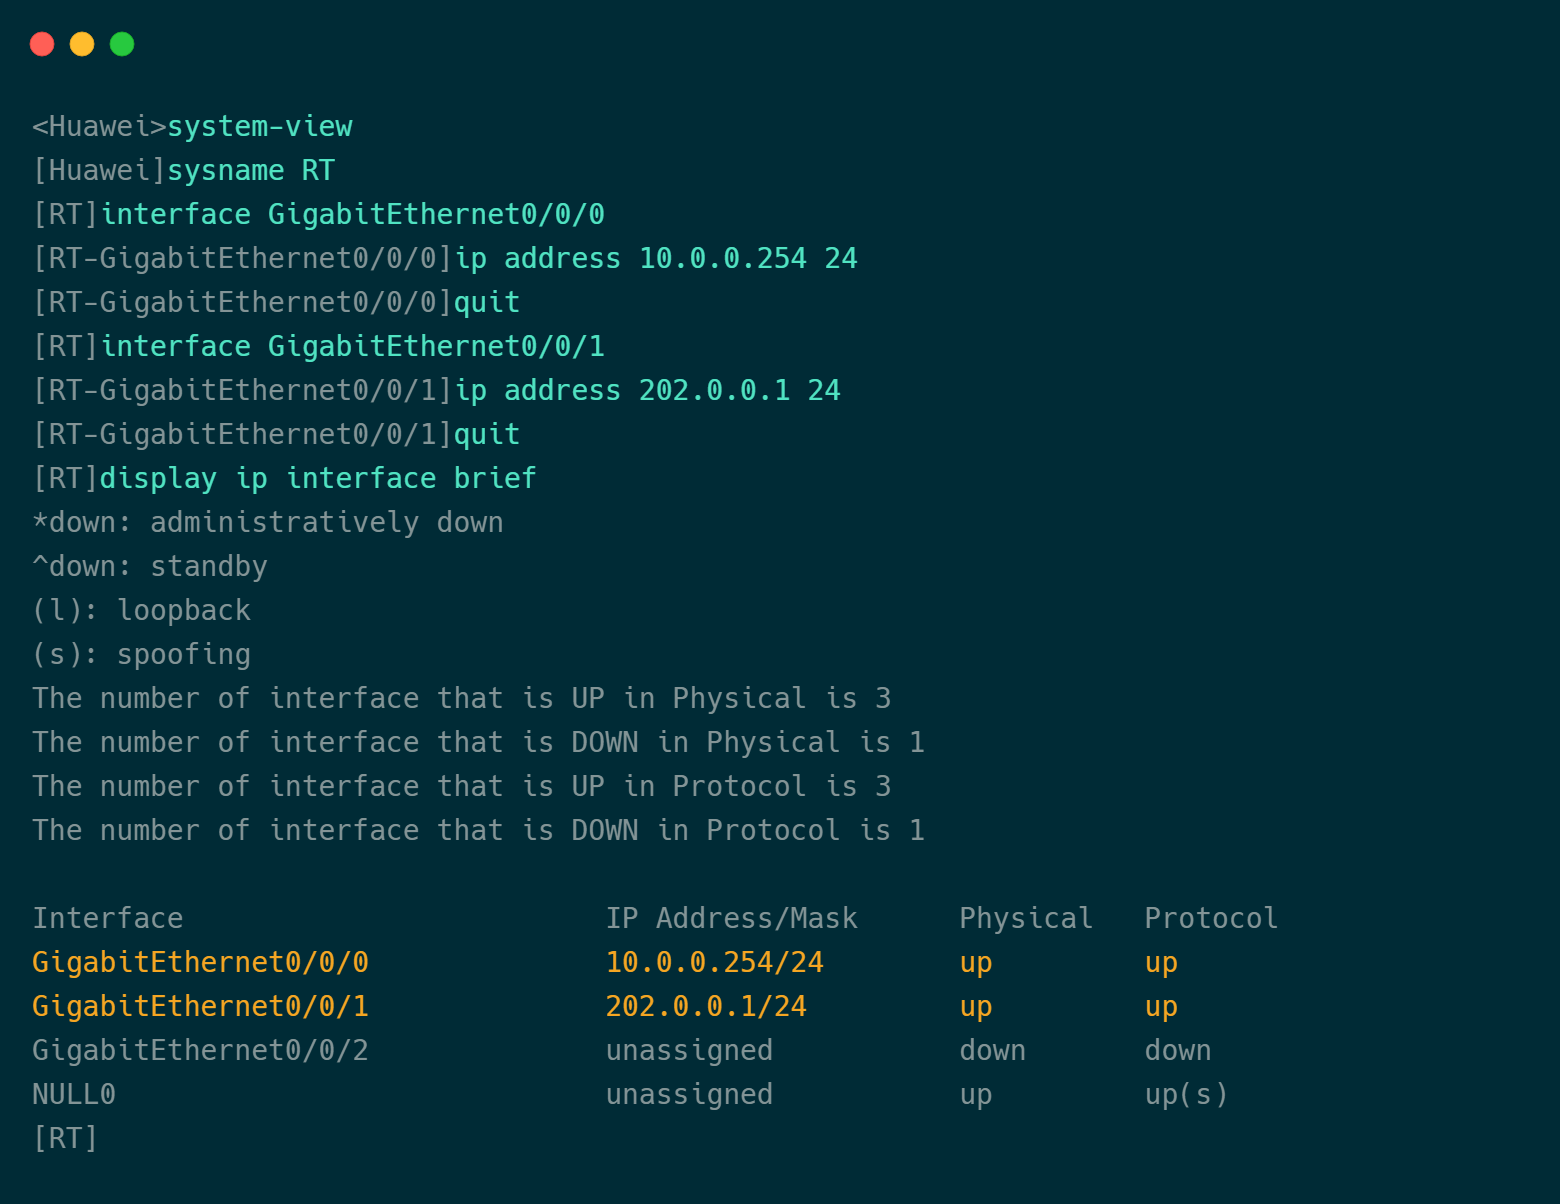 <Huawei>system-view
[Huawei]sysname RT
[RT]interface GigabitEthernet0/0/0
[RT-GigabitEthernet0/0/0]ip address 10.0.0.254 24
[RT-GigabitEthernet0/0/0]quit
[RT]interface GigabitEthernet0/0/1
[RT-GigabitEthernet0/0/1]ip address 202.0.0.1 24
[RT-GigabitEthernet0/0/1]quit
[RT]display ip interface brief
*down: administratively down
^down: standby
(l): loopback
(s): spoofing
The number of interface that is UP in Physical is 3
The number of interface that is DOWN in Physical is 1
The number of interface that is UP in Protocol is 3
The number of interface that is DOWN in Protocol is 1

Interface                         IP Address/Mask      Physical   Protocol
GigabitEthernet0/0/0              10.0.0.254/24        up         up
GigabitEthernet0/0/1              202.0.0.1/24         up         up
GigabitEthernet0/0/2              unassigned           down       down
NULL0                             unassigned           up         up(s)
[RT]